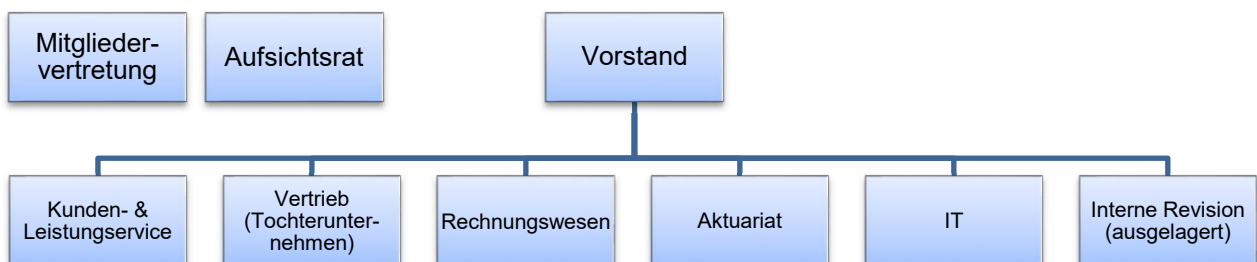 Mitglieder-
vertretung
Aufsichtsrat
Vorstand
Kunden- &
Leistungservice
Vertrieb
(Tochterunter-
nehmen)
Rechnungswesen
Aktuariat
IT
Interne Revision
(ausgelagert)